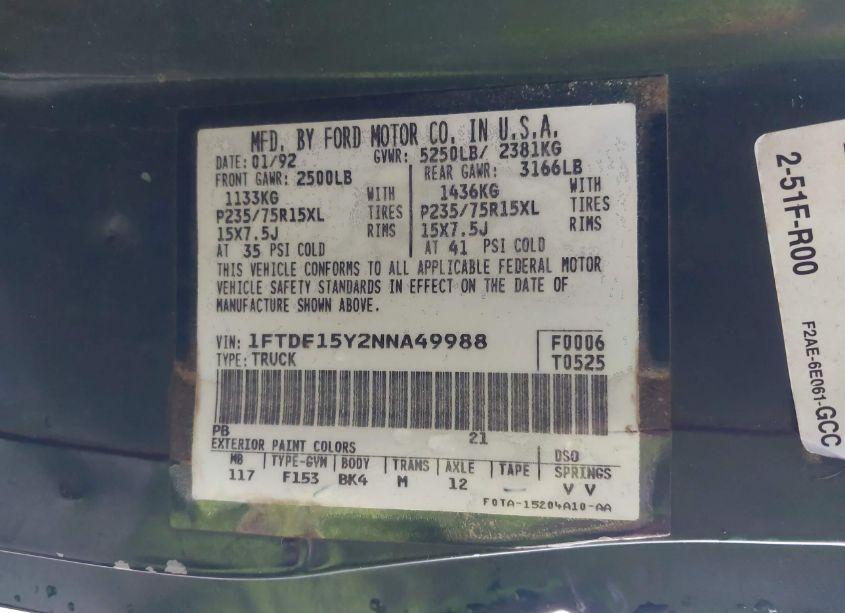 MFD. BY FORD MOTOR CO. IN U.S.A.
DATE: 01/92 GVWR: 5250LB/ 2381KG
FRONT GAWR: 2500LB REAR GAWR: 3166LB
1133KG WITH 1436KG WITH
P235/75R15XL TIRES P235/75R15XL TIRES
15X7.5J RIMS 15X7.5J RIMS
AT 35 PSI COLD AT 41 PSI COLD
THIS VEHICLE CONFORMS TO ALL APPLICABLE FEDERAL MOTOR
VEHICLE SAFETY STANDARDS IN EFFECT ON THE DATE OF
MANUFACTURE SHOWN ABOVE.
VIN: 1FTDF15Y2NNA49988 F0006
TYPE: TRUCK T0525
PB 21
EXTERIOR PAINT COLORS DSO
WB TYPE-GVW BODY TRANS AXLE TAPE SPRINGS
117 F153 BK4 M 12 V V
F0TA-15204A10-AA
2-51F-R00
F2AE-6E061-GCC